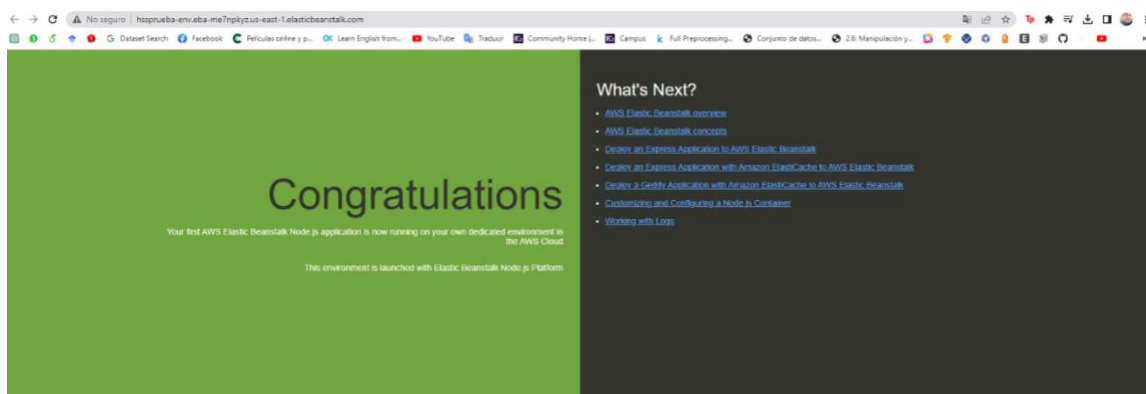 No seguro | hssprueba-env.eba-me7npkyz.us-east-1.elasticbeanstalk.com
Dataset Search Facebook Películas online y p... Learn English from... YouTube Traducir Community Home |... Campus Full Preprocessing... Conjunto de datos... 2.6. Manipulación y...
Congratulations
Your first AWS Elastic Beanstalk Node.js application is now running on your own dedicated environment in
the AWS Cloud
This environment is launched with Elastic Beanstalk Node.js Platform
What's Next?
AWS Elastic Beanstalk overview
AWS Elastic Beanstalk concepts
Deploy an Express Application to AWS Elastic Beanstalk
Deploy an Express Application with Amazon ElastiCache to AWS Elastic Beanstalk
Deploy a Geddy Application with Amazon ElastiCache to AWS Elastic Beanstalk
Customizing and Configuring a Node.js Container
Working with Logs